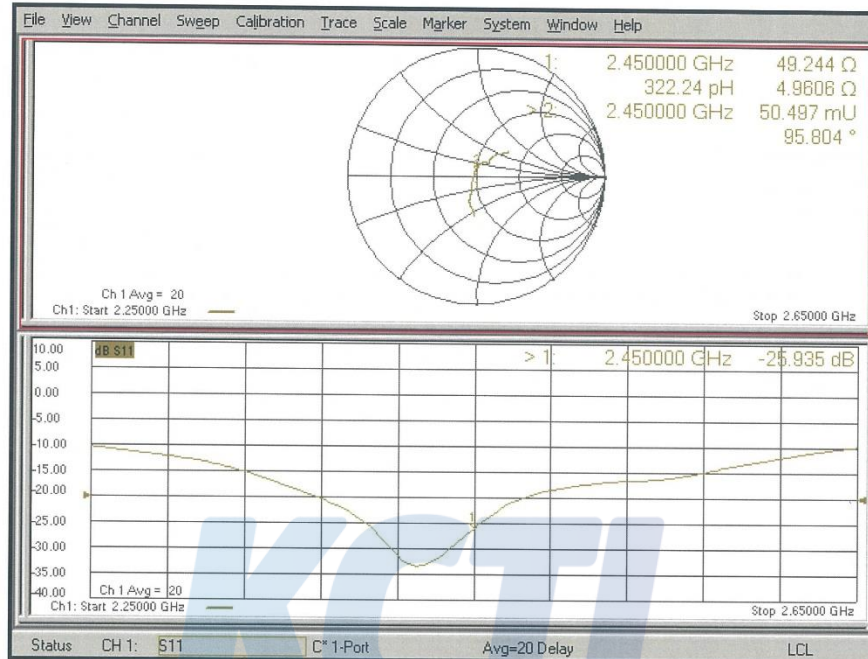 File View Channel Sweep Calibration Trace Scale Marker System Window Help
1: 2.450000 GHz 49.244 Ω
322.24 pH 4.9606 Ω
> 2: 2.450000 GHz 50.497 mU
95.804 °
Ch 1 Avg = 20
Ch1: Start 2.25000 GHz Stop 2.65000 GHz
10.00 dB S11
> 1: 2.450000 GHz -25.935 dB
5.00
0.00
-5.00
-10.00
-15.00
-20.00
-25.00
1
-30.00
-35.00
-40.00
Ch 1 Avg = 20
Ch1: Start 2.25000 GHz Stop 2.65000 GHz
KCTL
Status CH 1: S11 C* 1-Port Avg=20 Delay LCL